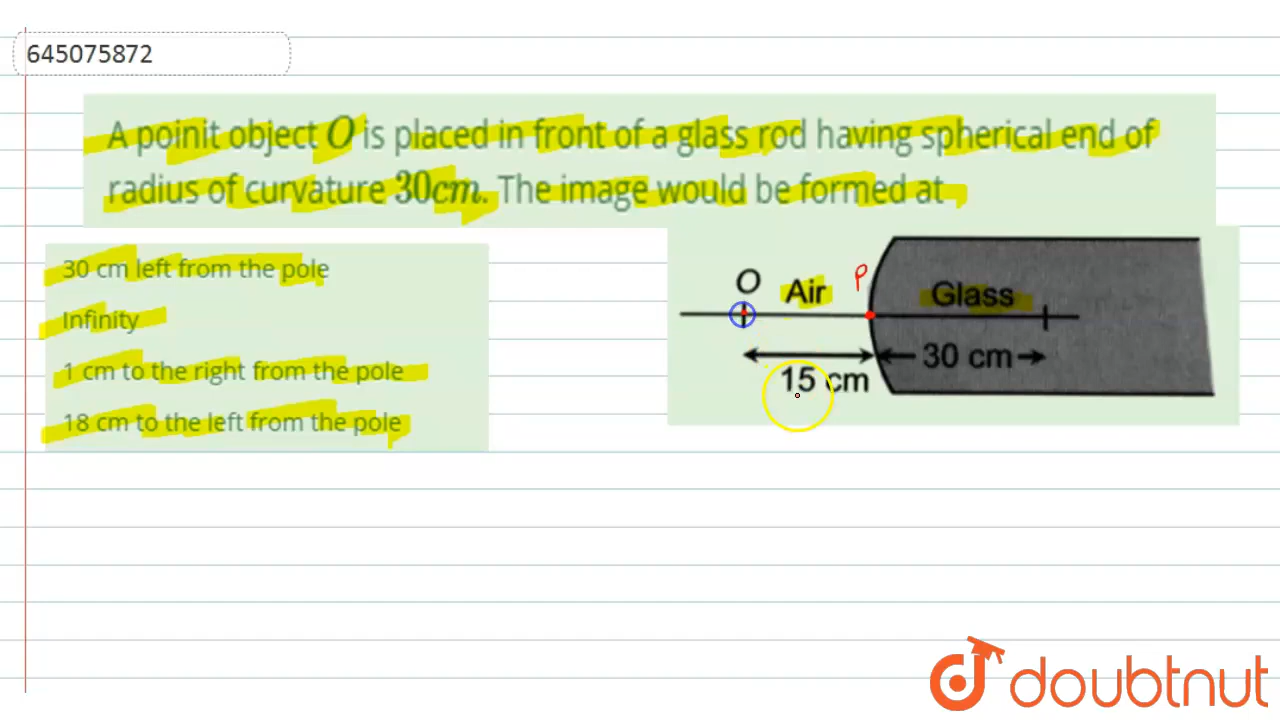 645075872
A poinit object O is placed in front of a glass rod having spherical end of
radius of curvature 30cm. The image would be formed at
30 cm left from the pole
Infinity
1 cm to the right from the pole
18 cm to the left from the pole
O Air P Glass
30 cm
15 cm
doubtnut